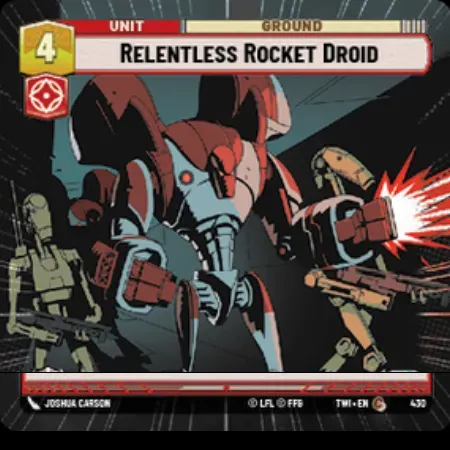 UNIT GROUND
4 RELENTLESS ROCKET DROID
JOSHUA CARSON © LFL © FFG TWI • EN C 430